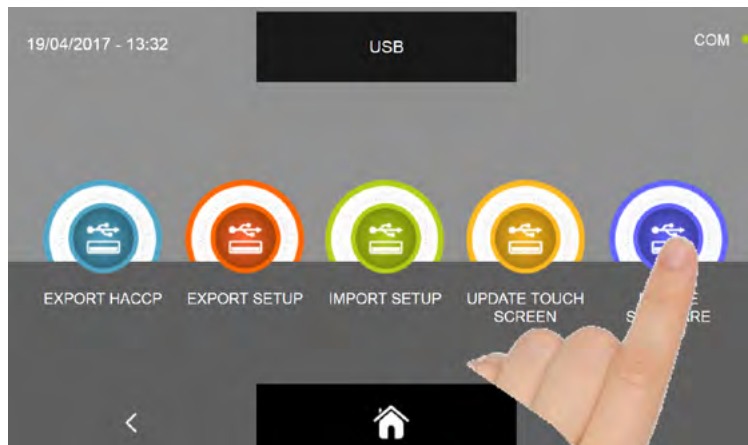 19/04/2017 - 13:32
USB
COM
EXPORT HACCP
EXPORT SETUP
IMPORT SETUP
UPDATE TOUCH
SCREEN